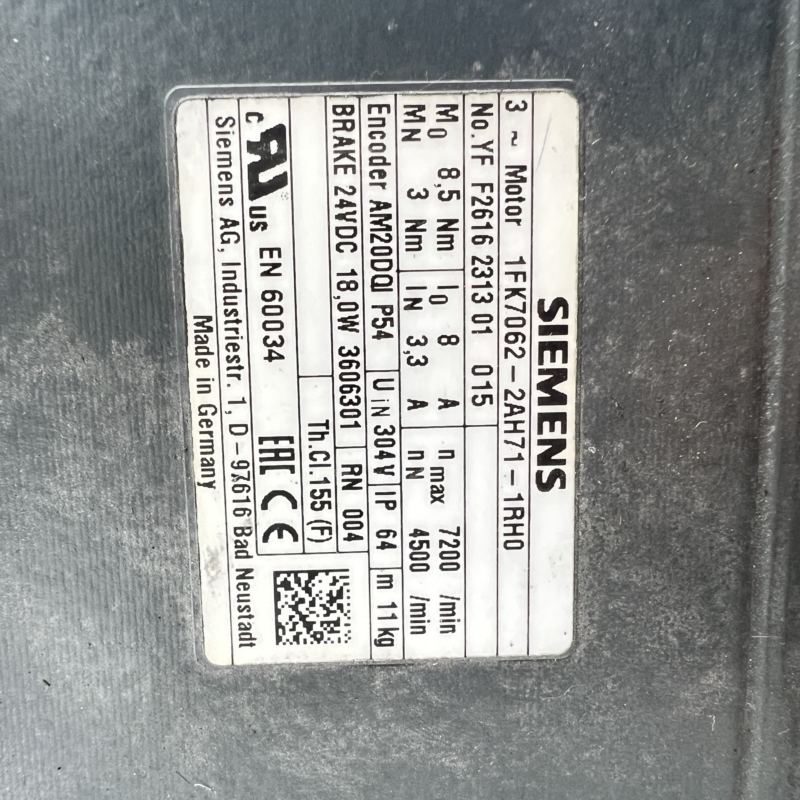 SIEMENS
3 ~ Motor 1FK7062-2AH71-1RH0
No.YF F2616 2313 01 015
M0 8,5 Nm I0 8 A n max 7200 /min
MN 3 Nm IN 3,3 A n N 4500 /min
Encoder AM20DQI P54 U iN 304 V IP 64 m 11 kg
BRAKE 24VDC 18,0W 3606301 RN 004
Th.Cl.155 (F)
c RU us EN 60034 EAC CE
Siemens AG, Industriestr. 1, D-97616 Bad Neustadt
Made in Germany